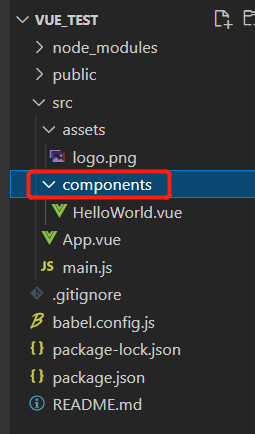 VUE_TEST
node_modules
public
src
assets
logo.png
components
HelloWorld.vue
App.vue
JS main.js
.gitignore
babel.config.js
{} package-lock.json
{} package.json
README.md